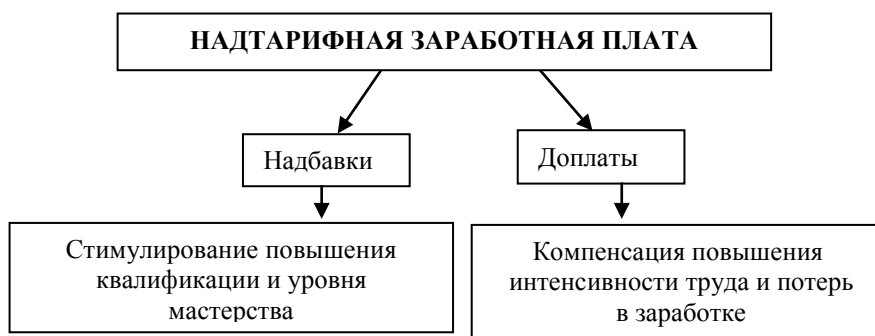 НАДТАРИФНАЯ ЗАРАБОТНАЯ ПЛАТА
Надбавки
Доплаты
Стимулирование повышения
квалификации и уровня
мастерства
Компенсация повышения
интенсивности труда и потерь
в заработке